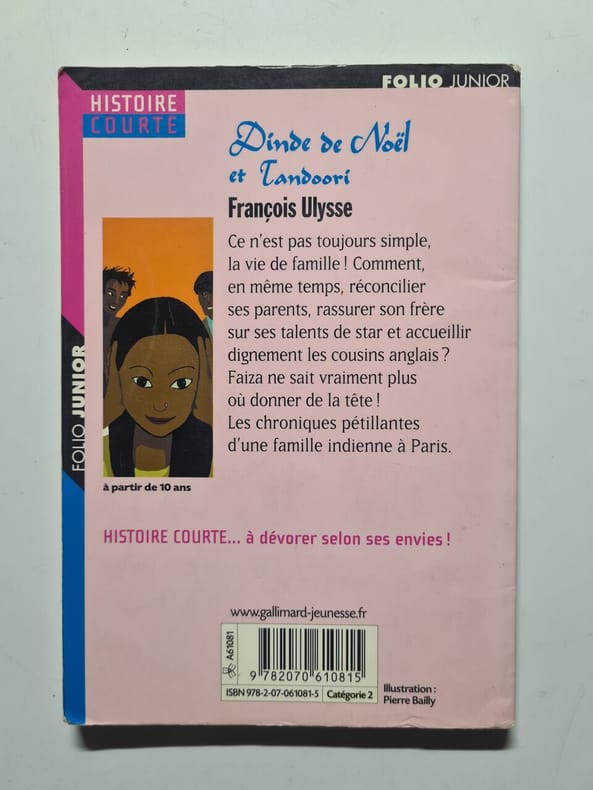 FOLIO JUNIOR
HISTOIRE
COURTE
Dinde de Noël
et Tandoori
François Ulysse
Ce n'est pas toujours simple,
la vie de famille ! Comment,
en même temps, réconcilier
ses parents, rassurer son frère
sur ses talents de star et accueillir
dignement les cousins anglais ?
Faiza ne sait vraiment plus
où donner de la tête !
Les chroniques pétillantes
d'une famille indienne à Paris.
FOLIO JUNIOR
à partir de 10 ans
HISTOIRE COURTE... à dévorer selon ses envies !
www.gallimard-jeunesse.fr
A61081
9 782070 610815
ISBN 978-2-07-061081-5
Catégorie 2
Illustration :
Pierre Bailly